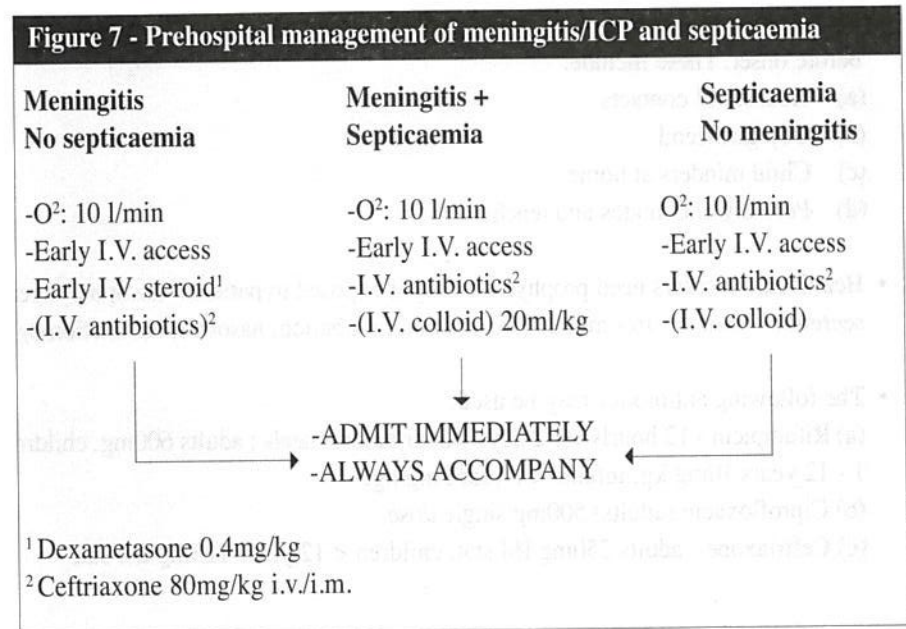 Figure 7 - Prehospital management of meningitis/ICP and septicaemia
Meningitis
No septicaemia
-O²: 10 l/min
-Early I.V. access
-Early I.V. steroid¹
-(I.V. antibiotics)²
Meningitis +
Septicaemia
-O²: 10 l/min
-Early I.V. access
-I.V. antibiotics²
-(I.V. colloid) 20ml/kg
Septicaemia
No meningitis
O²: 10 l/min
-Early I.V. access
-I.V. antibiotics²
-(I.V. colloid)
-ADMIT IMMEDIATELY
-ALWAYS ACCOMPANY
¹ Dexametasone 0.4mg/kg
² Ceftriaxone 80mg/kg i.v./i.m.